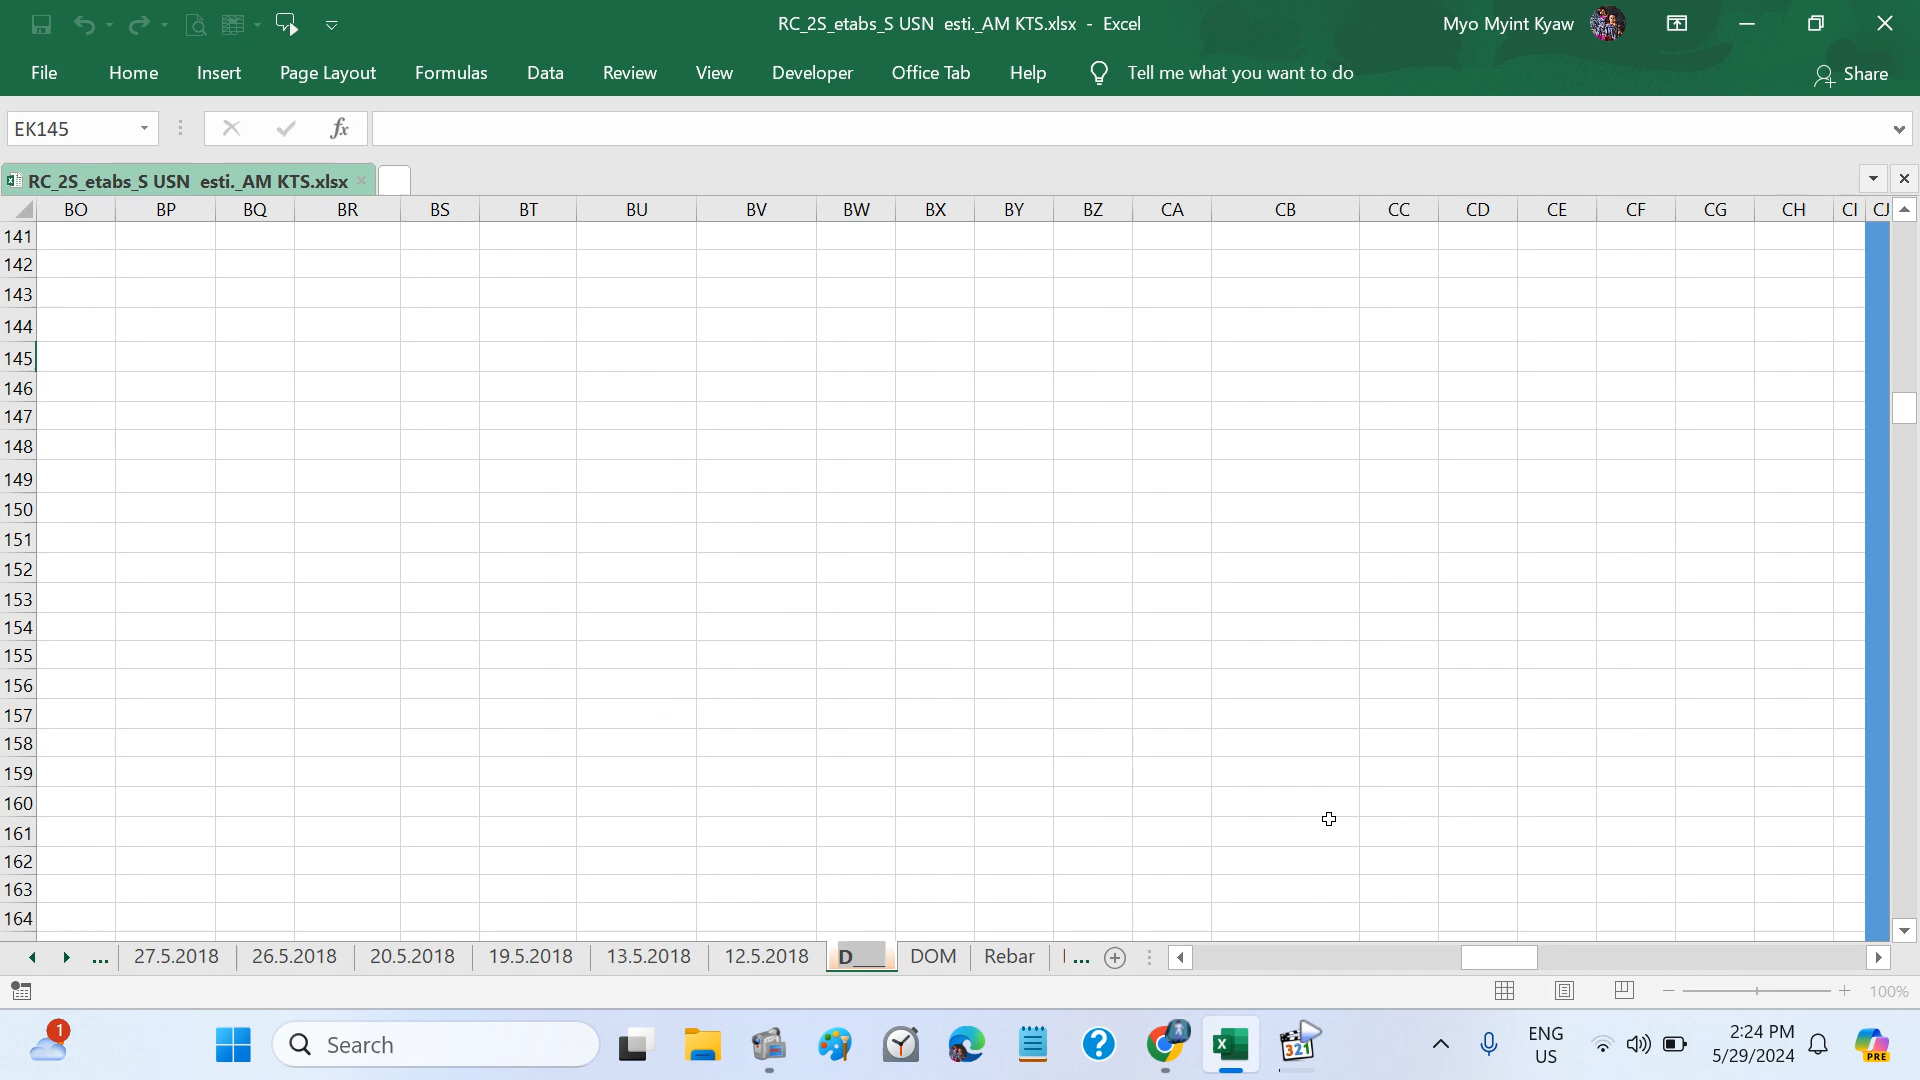 RC_2S_etabs_S USN  esti._AM KTS.xlsx  -  Excel
Myo Myint Kyaw
File Home Insert Page Layout Formulas Data Review View Developer Office Tab Help Tell me what you want to do
Share
EK145
fx
RC_2S_etabs_S USN  esti._AM KTS.xlsx
BO BP BQ BR BS BT BU BV BW BX BY BZ CA CB CC CD CE CF CG CH CI CJ
141
142
143
144
145
146
147
148
149
150
151
152
153
154
155
156
157
158
159
160
161
162
163
164
... 27.5.2018 26.5.2018 20.5.2018 19.5.2018 13.5.2018 12.5.2018 D___ DOM Rebar ...
100%
1
Search
321
ENG
US
2:24 PM
5/29/2024
PRE